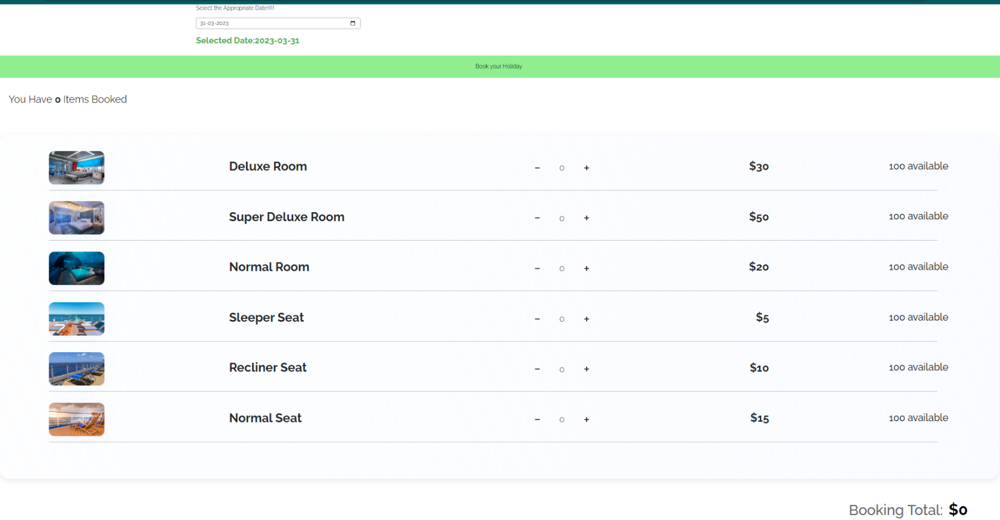 Select the Appropriate Date!!!!!
31-03-2023
Selected Date:2023-03-31
Book your Holiday
You Have 0 Items Booked
Deluxe Room - 0 + $30 100 available
Super Deluxe Room - 0 + $50 100 available
Normal Room - 0 + $20 100 available
Sleeper Seat - 0 + $5 100 available
Recliner Seat - 0 + $10 100 available
Normal Seat - 0 + $15 100 available
Booking Total: $0